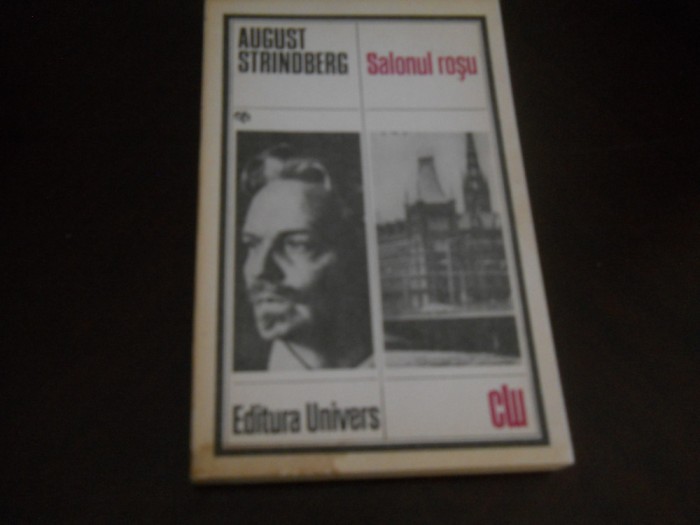 AUGUST
STRINDBERG
Salonul roşu
Editura Univers
clu